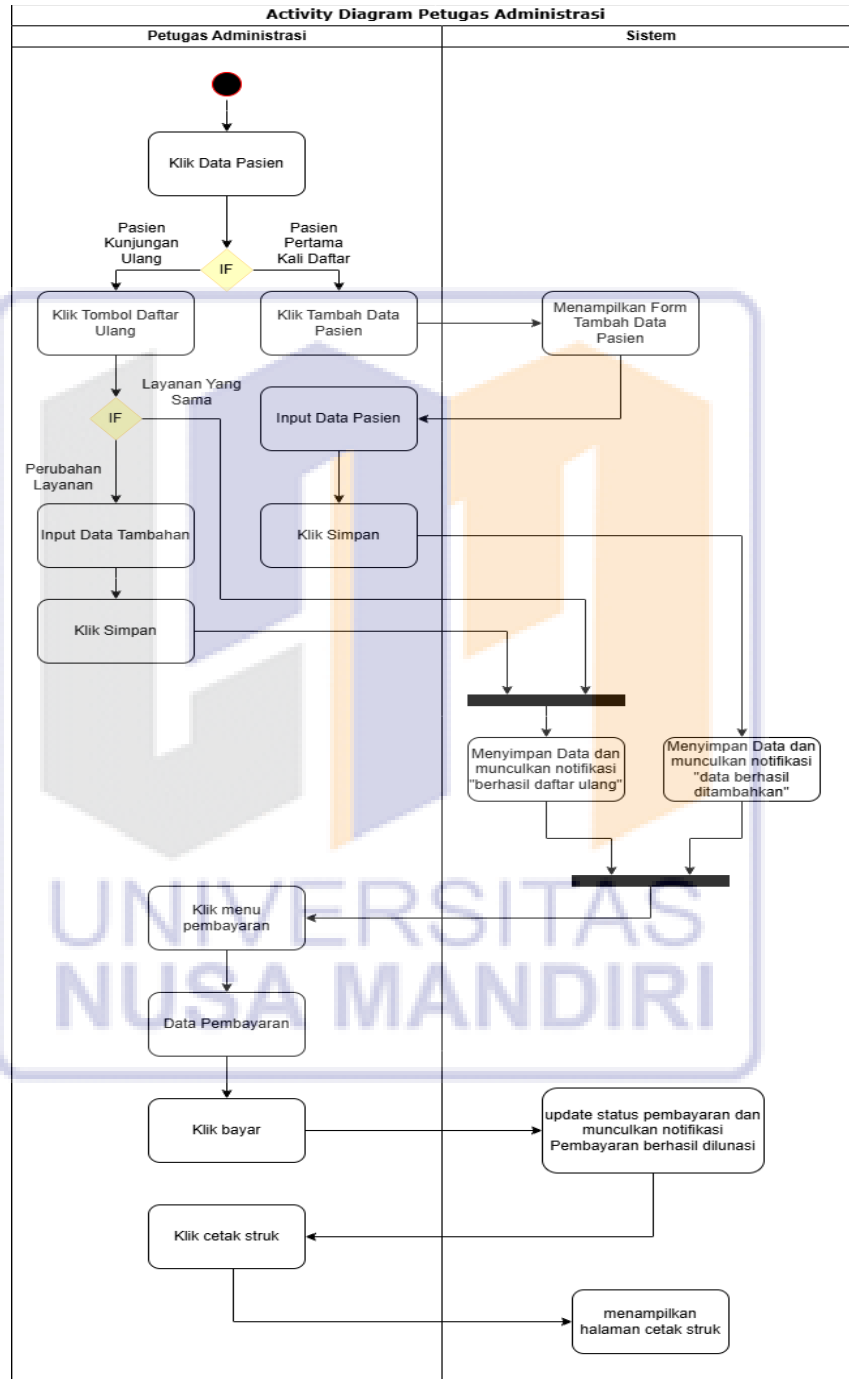 Activity Diagram Petugas Administrasi
Petugas Administrasi
Sistem
Klik Data Pasien
Pasien
Kunjungan
Ulang
Pasien
Pertama
Kali Daftar
IF
Klik Tombol Daftar
Ulang
Klik Tambah Data
Pasien
Menampilkan Form
Tambah Data
Pasien
Layanan Yang
Sama
IF
Input Data Pasien
Perubahan
Layanan
Input Data Tambahan
Klik Simpan
Klik Simpan
Menyimpan Data dan
munculkan notifikasi
"berhasil daftar ulang"
Menyimpan Data dan
munculkan notifikasi
"data berhasil
ditambahkan"
UNIVERSITAS
NUSA MANDIRI
Klik menu
pembayaran
Data Pembayaran
Klik bayar
update status pembayaran dan
munculkan notifikasi
Pembayaran berhasil dilunasi
Klik cetak struk
menampilkan
halaman cetak struk